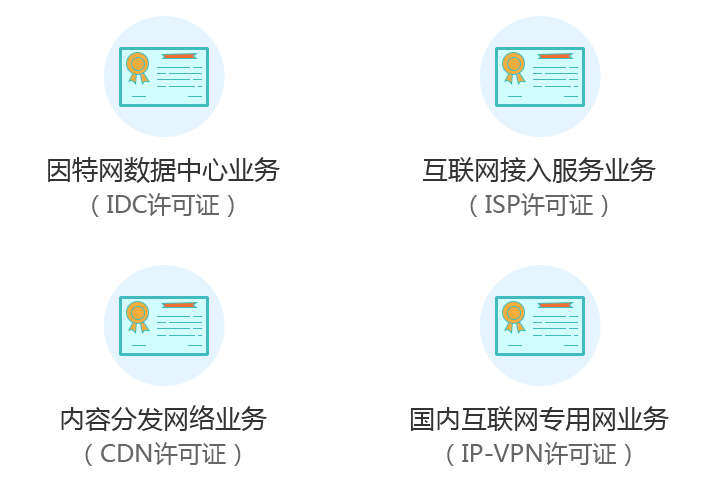 因特网数据中心业务
（IDC许可证）
互联网接入服务业务
（ISP许可证）
内容分发网络业务
（CDN许可证）
国内互联网专用网业务
（IP-VPN许可证）